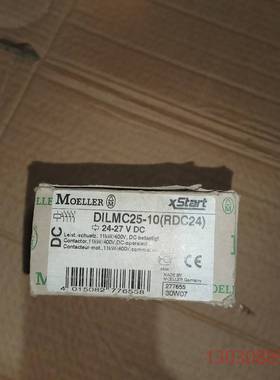 MOELLER
xStart
DC
DILMC25-10(RDC24)
24-27 V DC
Leist.-schuetz, 11kW/400V, DC-betaetigt
Contactor, 11kW/400V, DC-operated
Contacteur-mot., 11kW/400V,
MADE BY
MOELLER Germany
277655
30W07
4 015082 776558